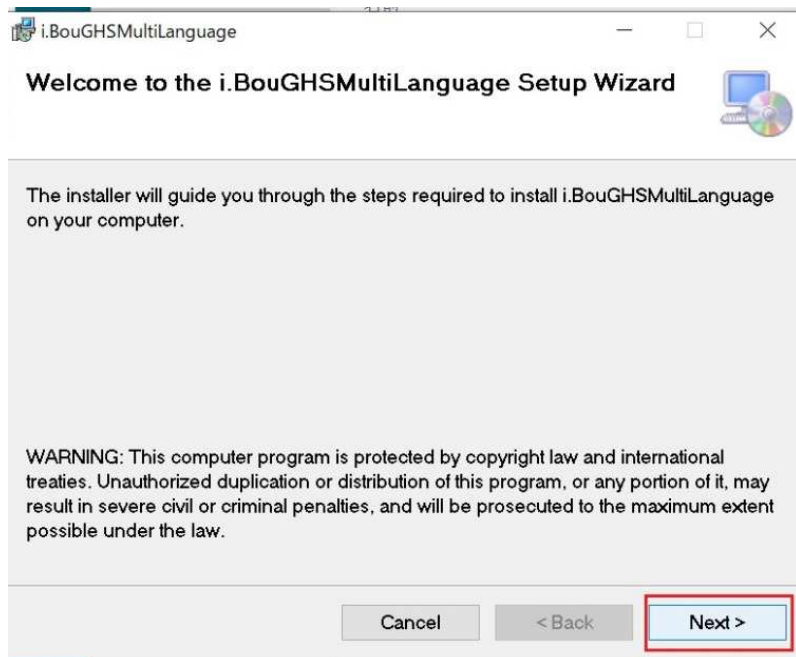 i.BouGHSMultiLanguage
Welcome to the i.BouGHSMultiLanguage Setup Wizard
The installer will guide you through the steps required to install i.BouGHSMultiLanguage
on your computer.
WARNING: This computer program is protected by copyright law and international
treaties. Unauthorized duplication or distribution of this program, or any portion of it, may
result in severe civil or criminal penalties, and will be prosecuted to the maximum extent
possible under the law.
Cancel
< Back
Next >